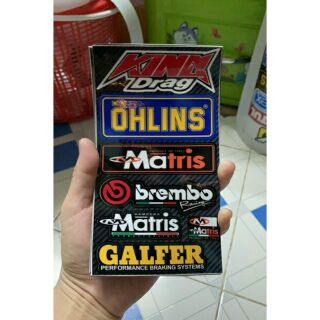 KING
Drag
ÖHLINS
Matris
brembo
Racing
Matris
Matris
GALFER
PERFORMANCE BRAKING SYSTEMS